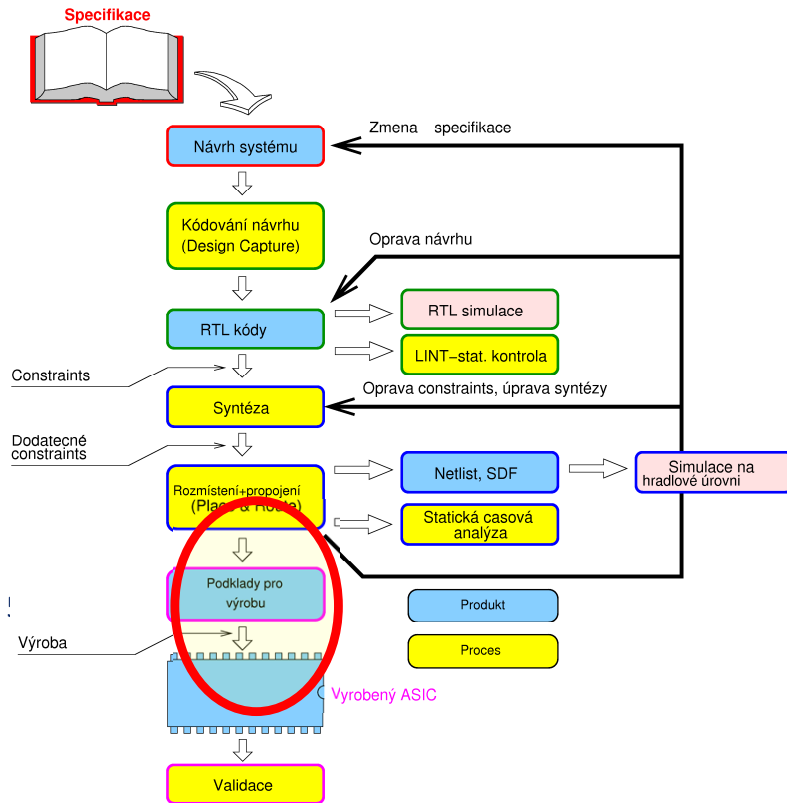 Specifikace
Zmena specifikace
Návrh systému
Kódování návrhu
(Design Capture)
Oprava návrhu
RTL kódy
RTL simulace
LINT–stat. kontrola
Constraints
Oprava constraints, úprava syntézy
Syntéza
Dodatecné
constraints
Rozmístení+propojení
(Place & Route)
Netlist, SDF
Simulace na
hradlové úrovni
Statická casová
analýza
Podklady pro
výrobu
Produkt
Výroba
Proces
Vyrobený ASIC
Validace